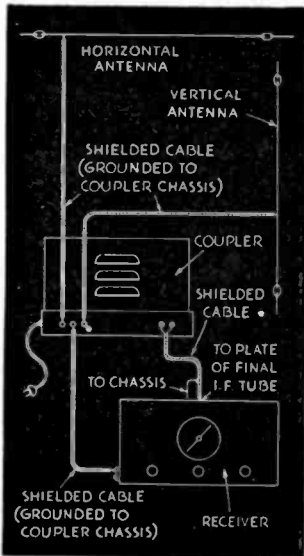 HORIZONTAL
ANTENNA
VERTICAL
ANTENNA
SHIELDED CABLE
(GROUNDED TO
COUPLER CHASSIS)
COUPLER
SHIELDED
CABLE
TO PLATE
OF FINAL
I.F. TUBE
TO CHASSIS
SHIELDED CABLE
(GROUNDED TO
COUPLER CHASSIS)
RECEIVER